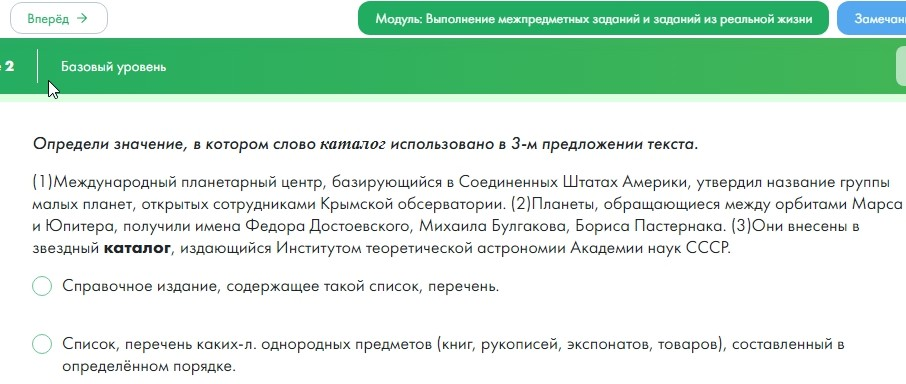 Вперёд →
Модуль: Выполнение межпредметных заданий и заданий из реальной жизни
Замечан
2
Базовый уровень
Определи значение, в котором слово каталог использовано в 3-м предложении текста.
(1)Международный планетарный центр, базирующийся в Соединенных Штатах Америки, утвердил название группы
малых планет, открытых сотрудниками Крымской обсерватории. (2)Планеты, обращающиеся между орбитами Марса
и Юпитера, получили имена Федора Достоевского, Михаила Булгакова, Бориса Пастернака. (3)Они внесены в
звездный каталог, издающийся Институтом теоретической астрономии Академии наук СССР.
Справочное издание, содержащее такой список, перечень.
Список, перечень каких-л. однородных предметов (книг, рукописей, экспонатов, товаров), составленный в
определённом порядке.